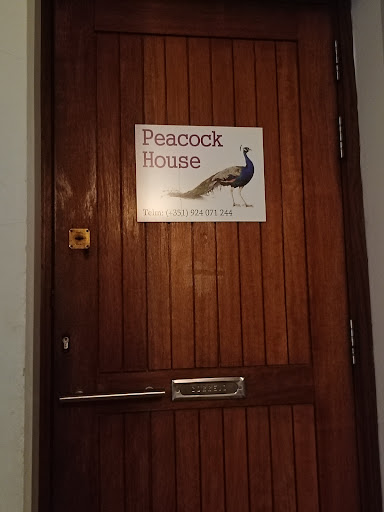 Peacock
House
Telm: (+351) 924 071 244